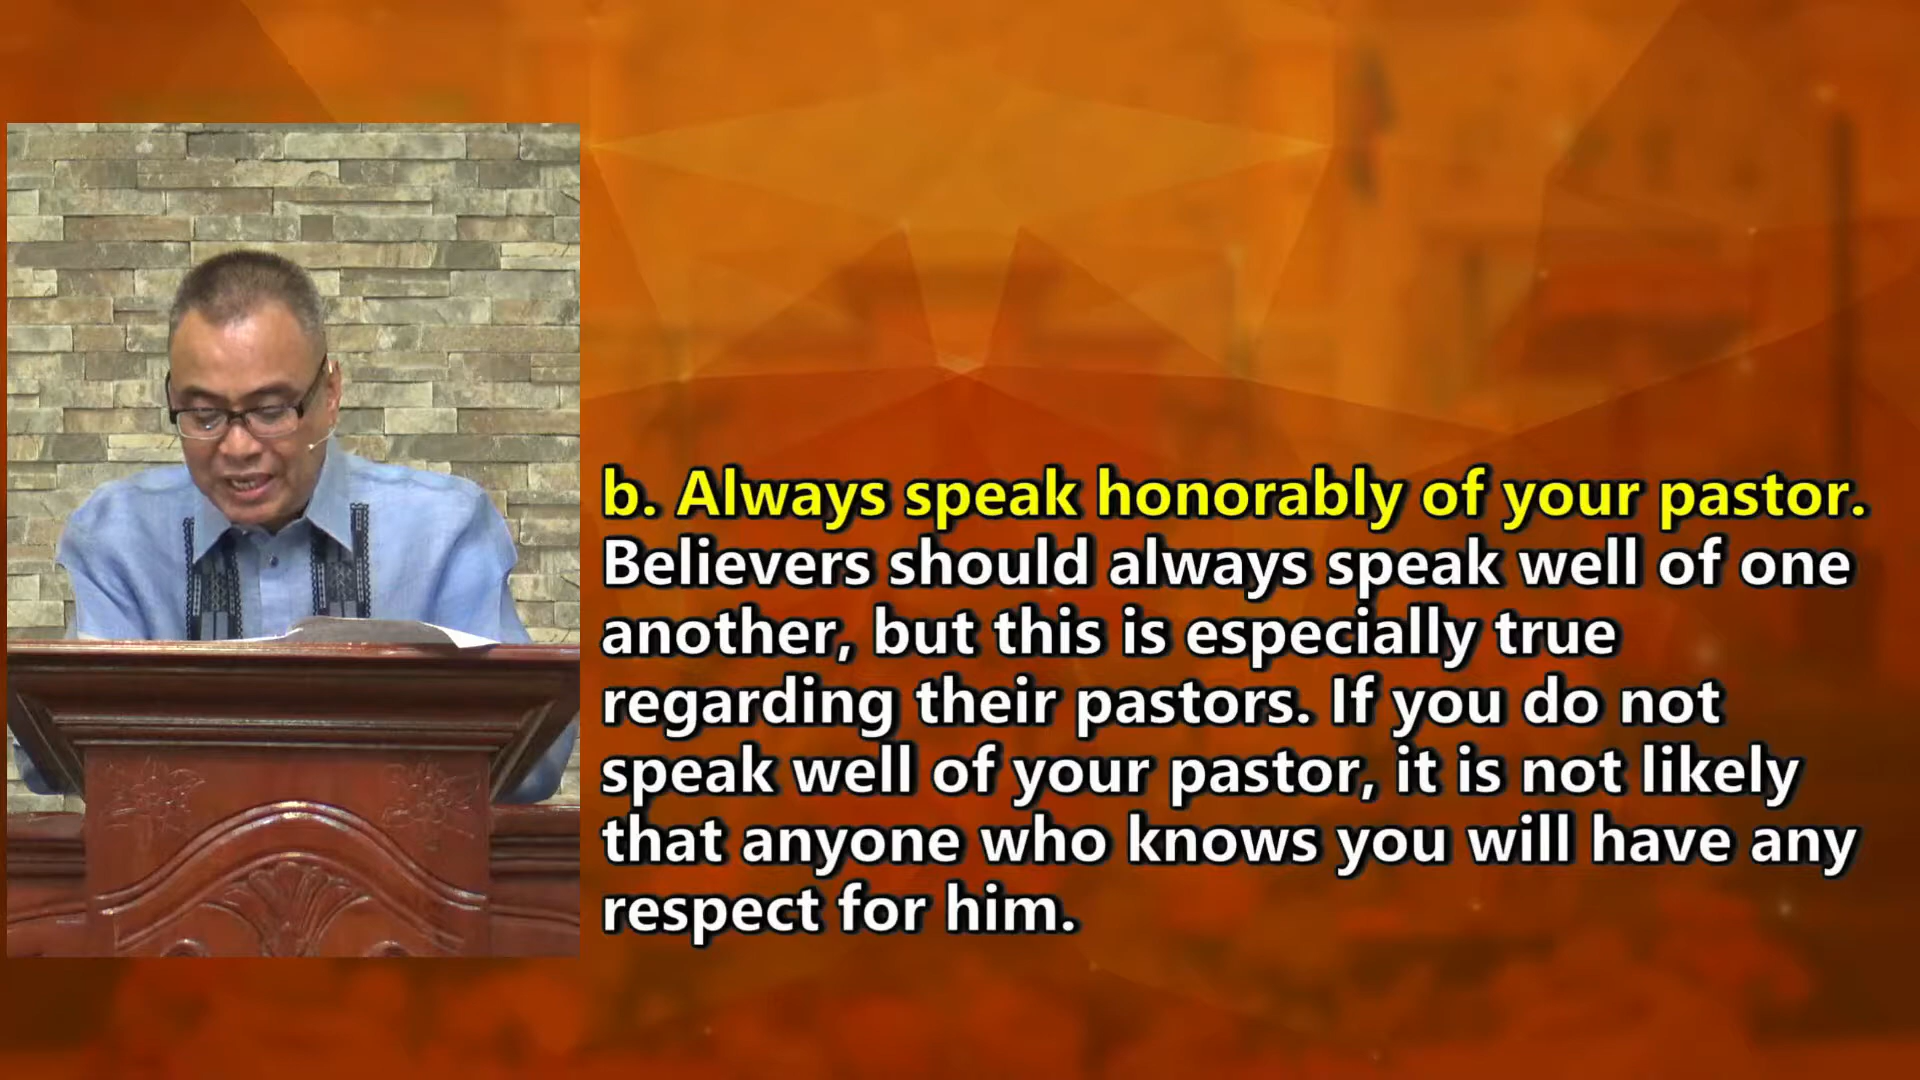 b. Always speak honorably of your pastor.
Believers should always speak well of one
another, but this is especially true
regarding their pastors. If you do not
speak well of your pastor, it is not likely
that anyone who knows you will have any
respect for him.